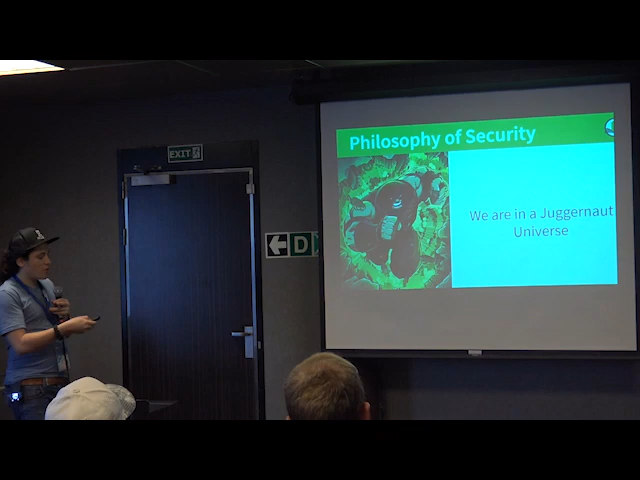 EXIT
D
Philosophy of Security
We are in a Juggernaut
Universe